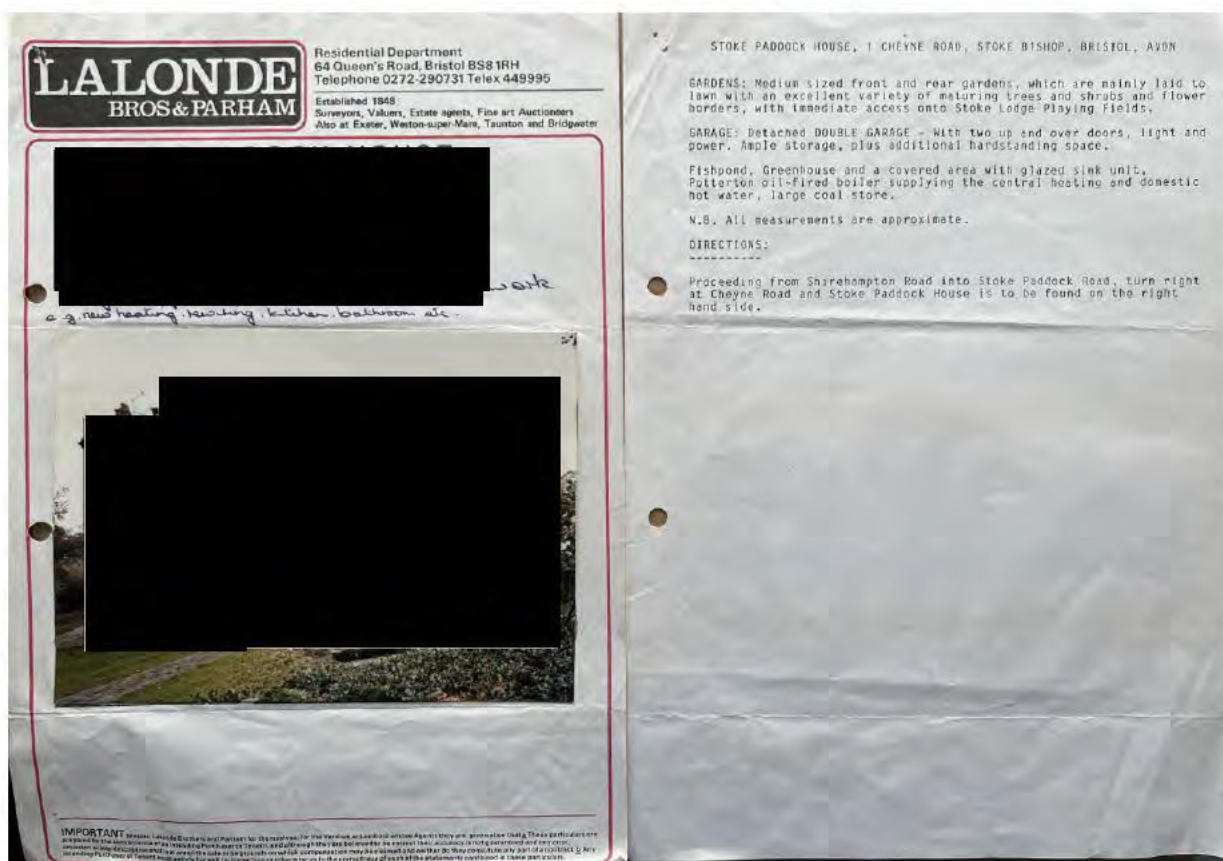 LALONDE
BROS & PARHAM
Residential Department
64 Queen's Road, Bristol BS8 1RH
Telephone 0272-290731 Telex 449995
Established 1848
Surveyors, Valuers, Estate agents, Fine art Auctioneers
Also at Exeter, Weston-super-Mare, Taunton and Bridgwater
work
e.g. new heating, rewiring, kitchen, bathroom etc.
IMPORTANT
STOKE PADDOCK HOUSE, 1 CHEYNE ROAD, STOKE BISHOP, BRISTOL, AVON
GARDENS: Medium sized front and rear gardens, which are mainly laid to
lawn with an excellent variety of maturing trees and shrubs and flower
borders, with immediate access onto Stoke Lodge Playing Fields.
GARAGE: Detached DOUBLE GARAGE - With two up and over doors, light and
power. Ample storage, plus additional hardstanding space.
Fishpond, Greenhouse and a covered area with glazed sink unit,
Potterton oil-fired boiler supplying the central heating and domestic
hot water, large coal store.
N.B. All measurements are approximate.
DIRECTIONS:
----------
Proceeding from Shirehampton Road into Stoke Paddock Road, turn right
at Cheyne Road and Stoke Paddock House is to be found on the right
hand side.